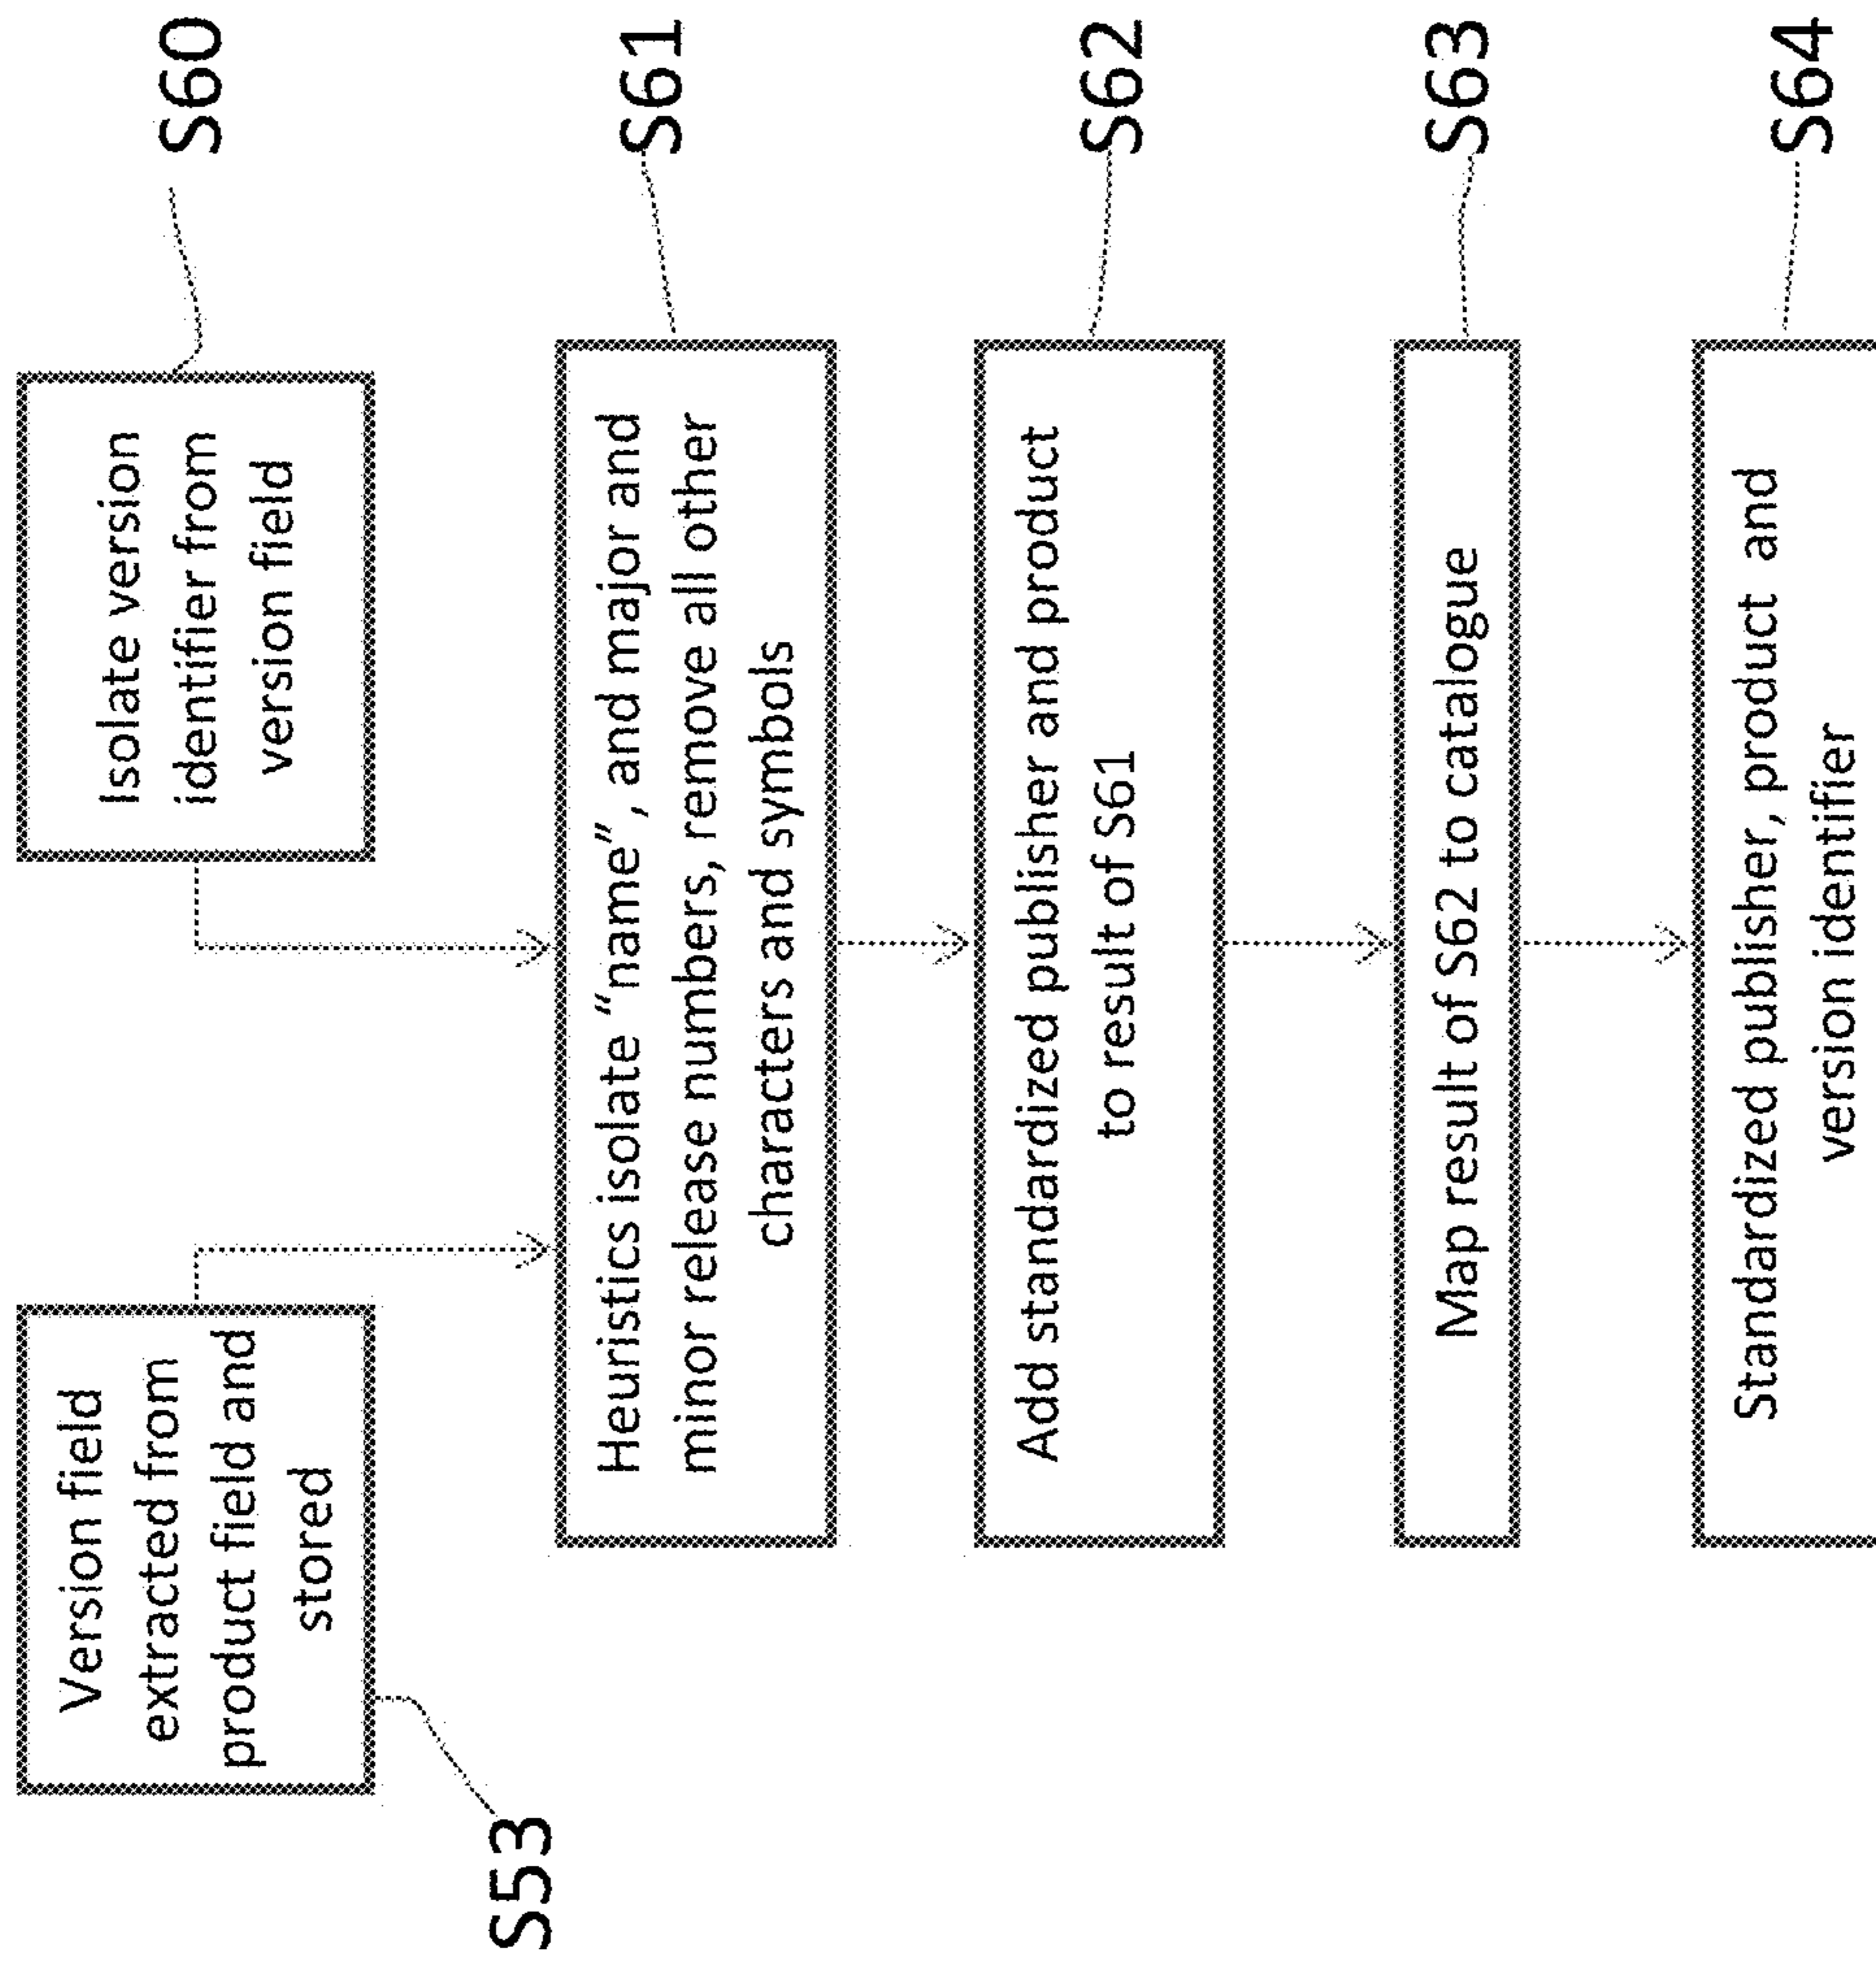 Version field
extracted from
product field and
stored
S53
Isolate version
identifier from
version field
S60
Heuristics isolate "name", and major and
minor release numbers, remove all other
characters and symbols
S61
Add standardized publisher and product
to result of S61
S62
Map result of S62 to catalogue
S63
Standardized publisher, product and
version identifier
S64